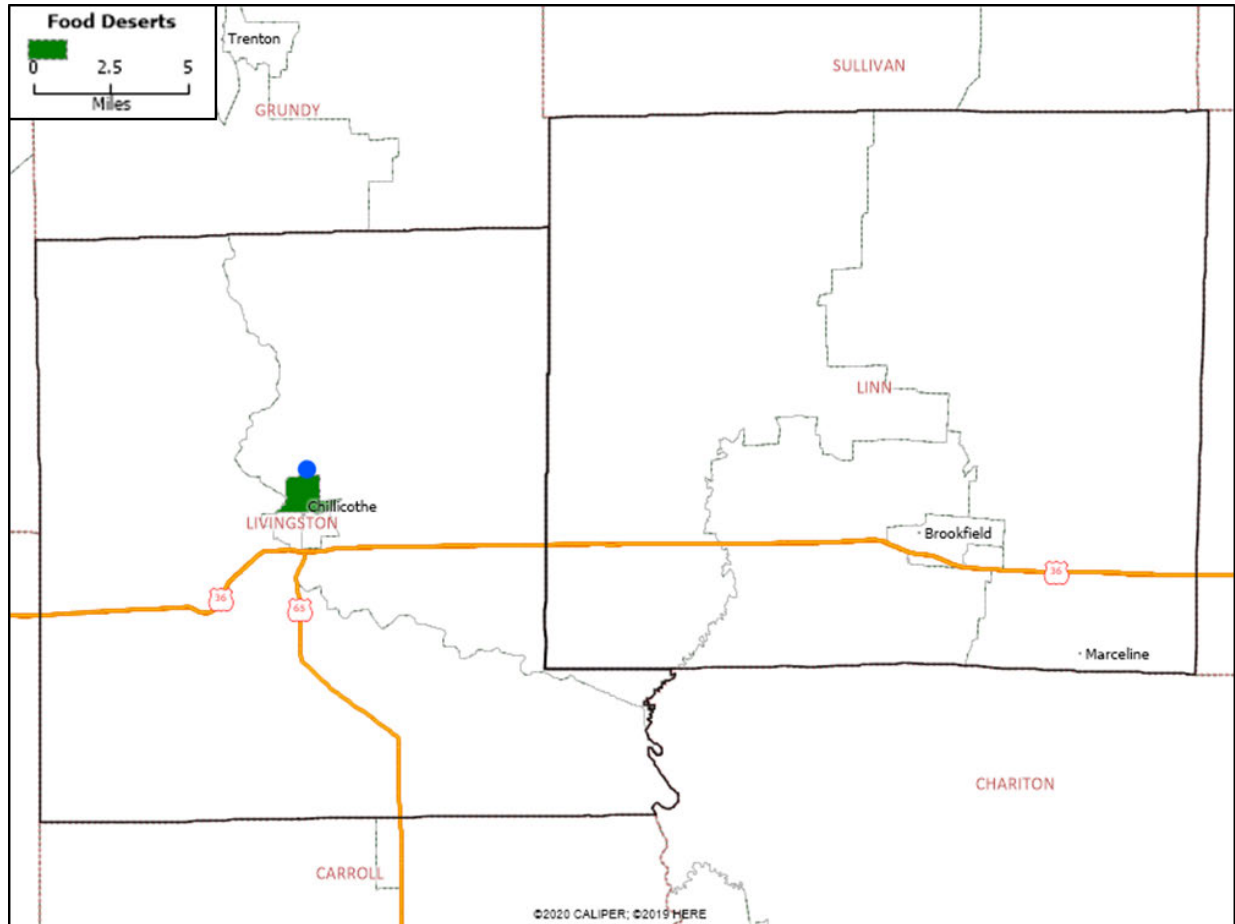 Food Deserts
0 2.5 5
Miles
Trenton
SULLIVAN
GRUNDY
LINN
Chillicothe
LIVINGSTON
Brookfield
36
36
65
Marceline
CHARITON
CARROLL
©2020 CALIPER; ©2019 HERE